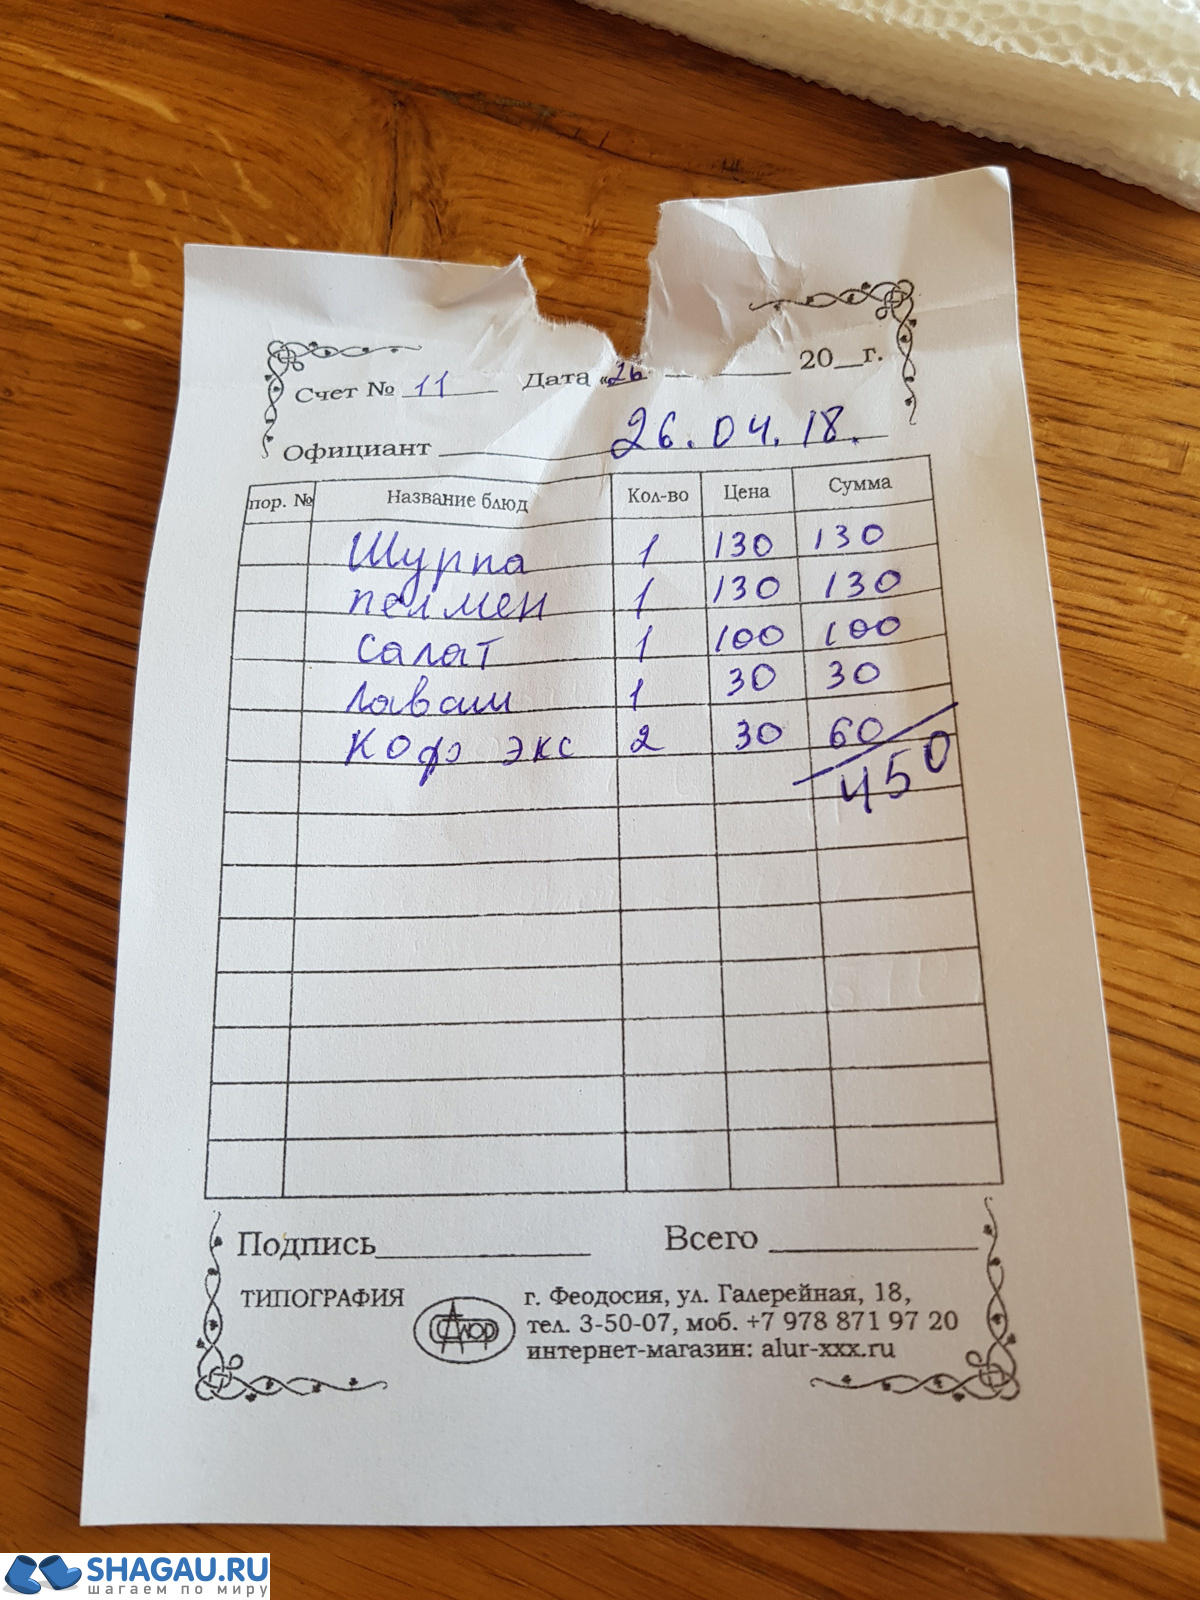 Счет № 11 Дата «26 20 г.
Официант 26.04.18.
пор. № Название блюд Кол-во Цена Сумма
Шурпа 1 130 130
пелмен 1 130 130
салат 1 100 100
Лаваш 1 30 30
Кофэ экс 2 30 60
450
Подпись Всего
ТИПОГРАФИЯ
г. Феодосия, ул. Галерейная, 18,
тел. 3-50-07, моб. +7 978 871 97 20
интернет-магазин: alur-xxx.ru
SHAGAU.RU
шагаем по миру